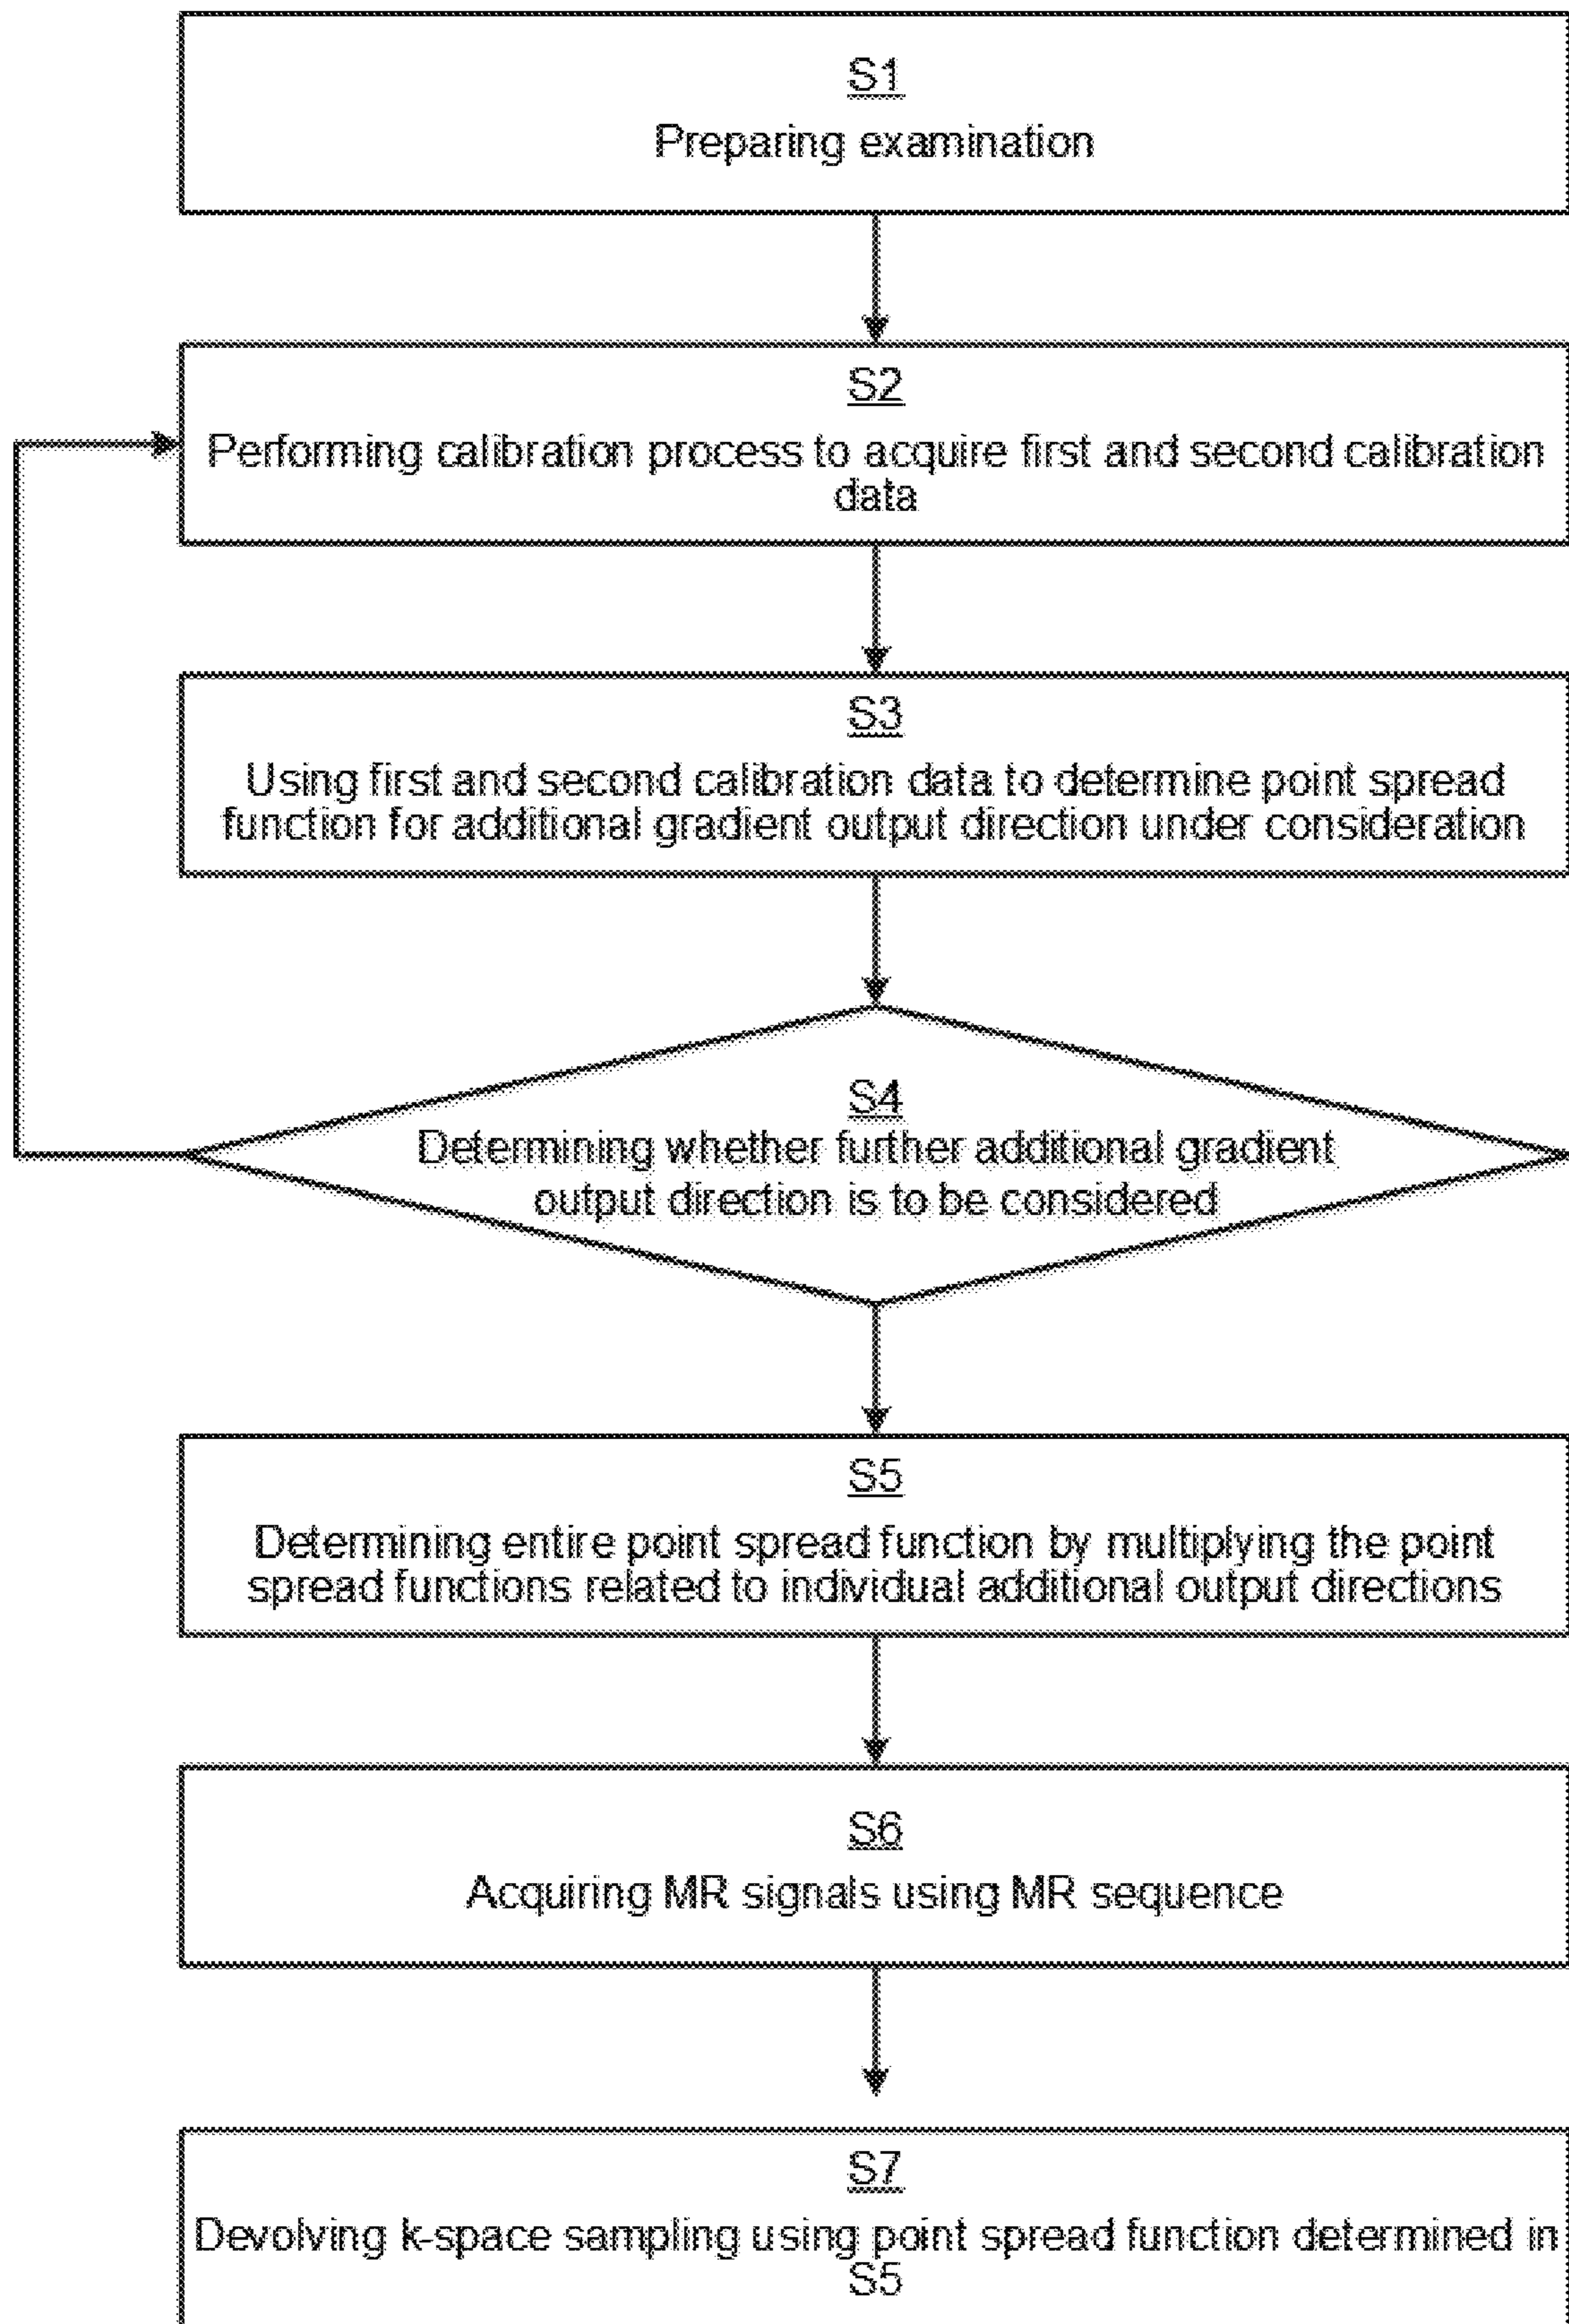 S1
Preparing examination
S2
Performing calibration process to acquire first and second calibration
data
S3
Using first and second calibration data to determine point spread
function for additional gradient output direction under consideration
S4
Determining whether further additional gradient
output direction is to be considered
S5
Determining entire point spread function by multiplying the point
spread functions related to individual additional output directions
S6
Acquiring MR signals using MR sequence
S7
Devolving k-space sampling using point spread function determined in
S5